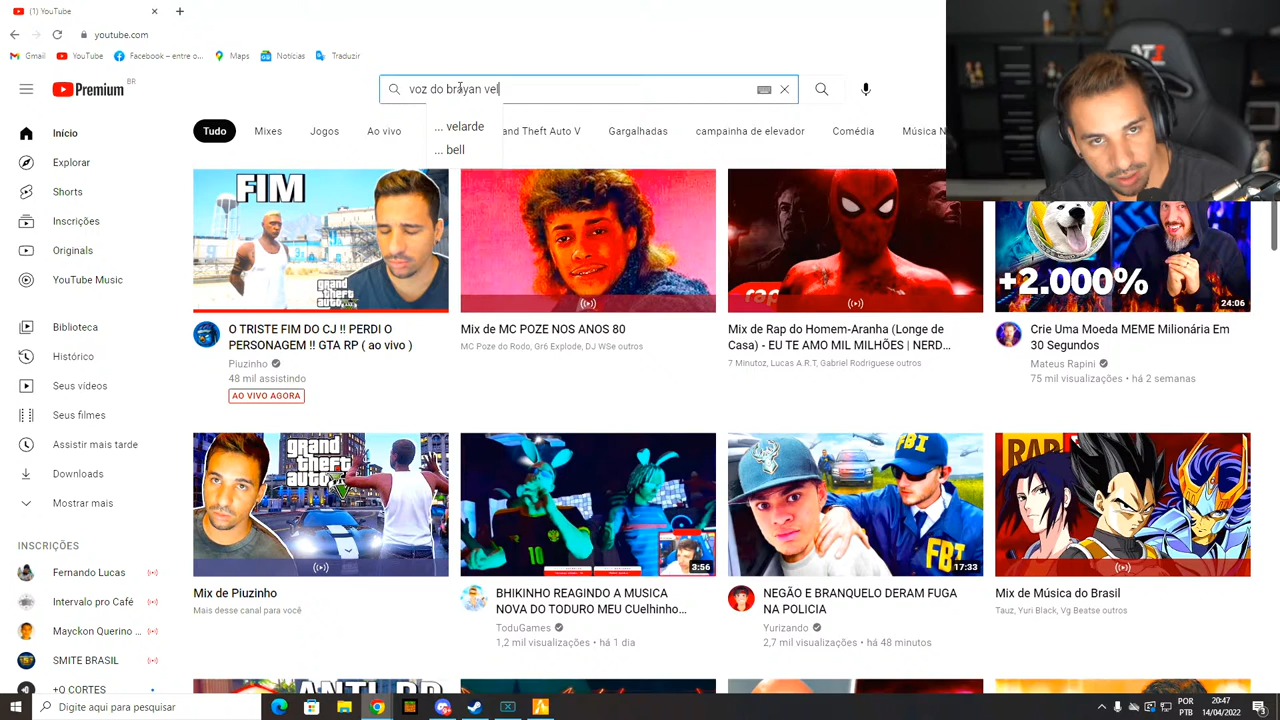 (1) YouTube
youtube.com
Gmail
YouTube
Facebook – entre o...
Maps
Notícias
Traduzir
Premium
BR
voz do brayan vel
... velarde
... bell
Tudo
Mixes
Jogos
Ao vivo
and Theft Auto V
Gargalhadas
campainha de elevador
Comédia
Música N
Início
Explorar
Shorts
Inscrições
Originals
YouTube Music
Biblioteca
Histórico
Seus vídeos
Seus filmes
Assistir mais tarde
Downloads
Mostrar mais
INSCRIÇÕES
Fernando Lucas
Intervalo pro Café
Mayckon Querino ...
SMITE BRASIL
+Q CORTES
FIM
grand
theft
auto
O TRISTE FIM DO CJ !! PERDI O
PERSONAGEM !! GTA RP ( ao vivo )
Piuzinho
48 mil assistindo
AO VIVO AGORA
Mix de MC POZE NOS ANOS 80
MC Poze do Rodo, Gr6 Explode, DJ WSe outros
rap
Mix de Rap do Homem-Aranha (Longe de
Casa) - EU TE AMO MIL MILHÕES | NERD...
7 Minutoz, Lucas A.R.T, Gabriel Rodriguese outros
+2.000%
24:06
Crie Uma Moeda MEME Milionária Em
30 Segundos
Mateus Rapini
75 mil visualizações • há 2 semanas
grand
theft
auto
V
Mix de Piuzinho
Mais desse canal para você
10
3:56
BHIKINHO REAGINDO A MUSICA
NOVA DO TODURO MEU CUelhinho...
ToduGames
1,2 mil visualizações • há 1 dia
FBI
FBI
17:33
NEGÃO E BRANQUELO DERAM FUGA
NA POLICIA
Yurizando
2,7 mil visualizações • há 48 minutos
RAP
Mix de Música do Brasil
Tauz, Yuri Black, Vg Beatse outros
Digite aqui para pesquisar
POR
PTB
20:47
14/04/2022
3